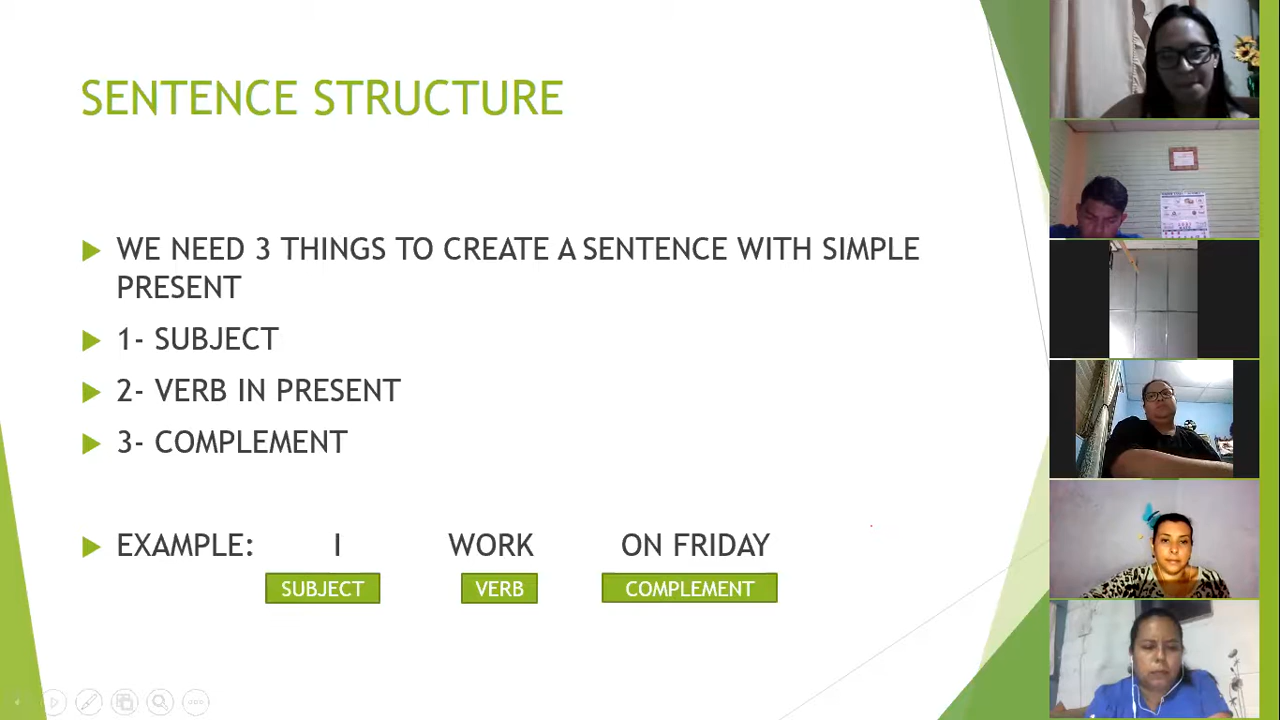 SENTENCE STRUCTURE
WE NEED 3 THINGS TO CREATE A SENTENCE WITH SIMPLE
PRESENT
1- SUBJECT
2- VERB IN PRESENT
3- COMPLEMENT
EXAMPLE: I WORK ON FRIDAY
SUBJECT VERB COMPLEMENT